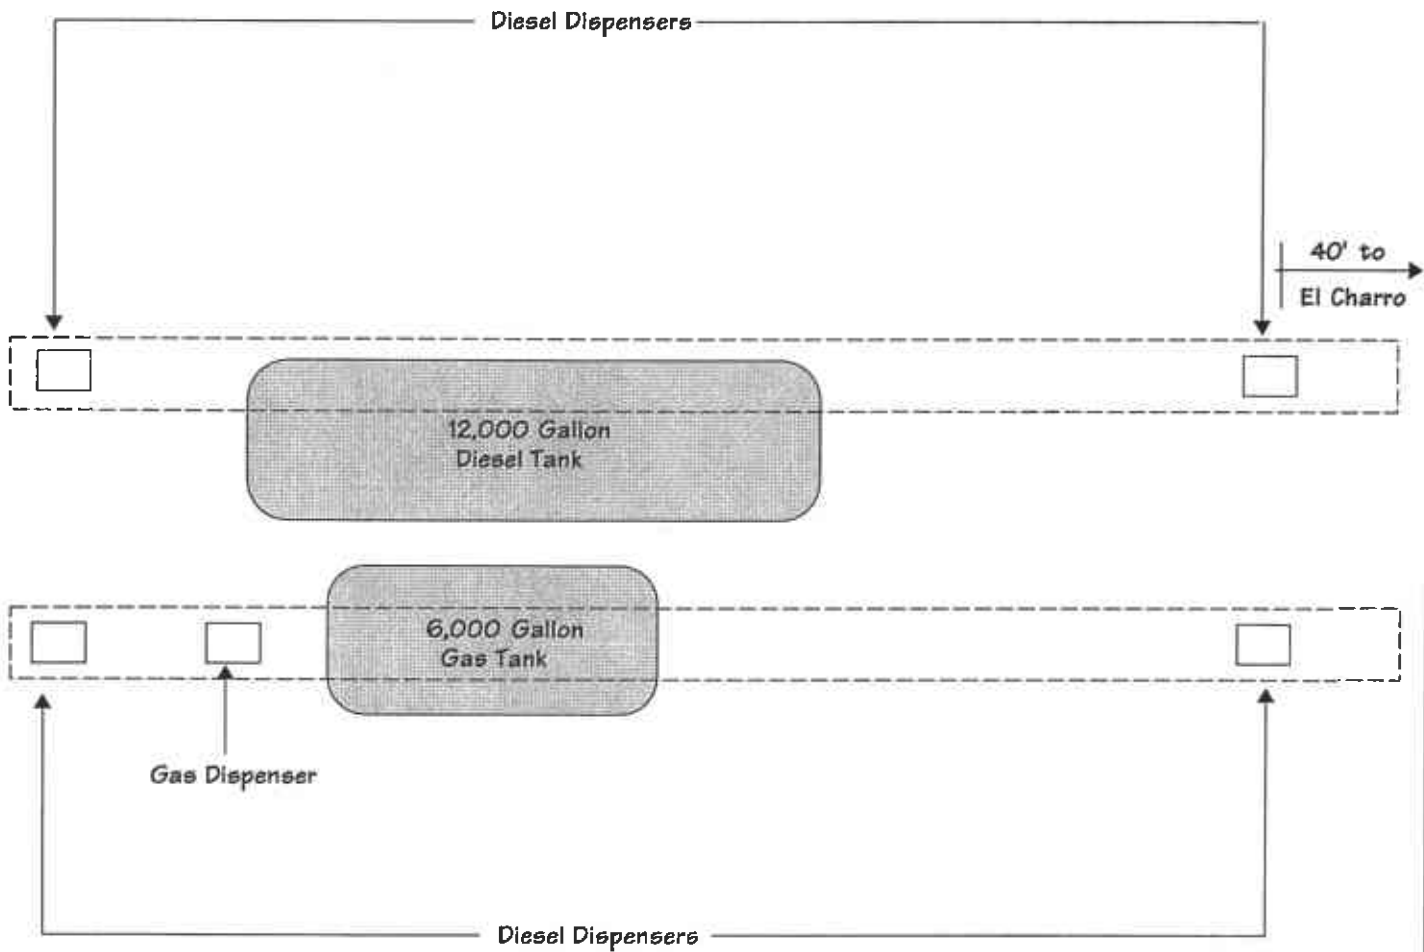 Diesel Dispensers
40' to
El Charro
12,000 Gallon
Diesel Tank
6,000 Gallon
Gas Tank
Gas Dispenser
Diesel Dispensers